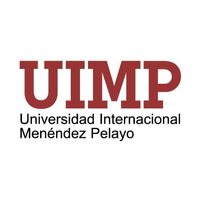 UIMP
Universidad Internacional
Menéndez Pelayo